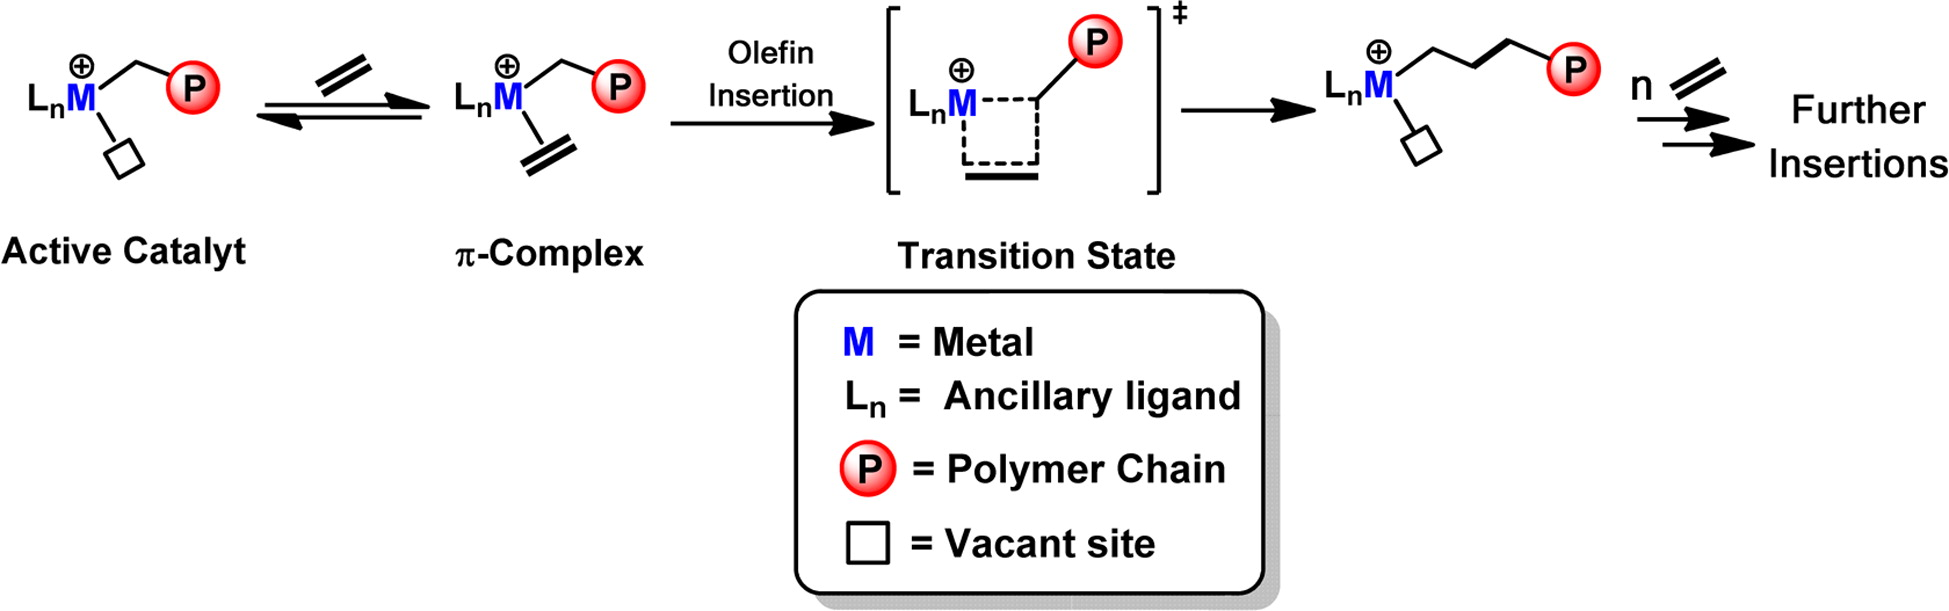 ⊕
LnM
P
⊕
LnM
P
Olefin
Insertion
⊕
LnM
P
‡
⊕
LnM
P
n
Further
Insertions
Active Catalyt
π-Complex
Transition State
M = Metal
Ln = Ancillary ligand
P = Polymer Chain
= Vacant site